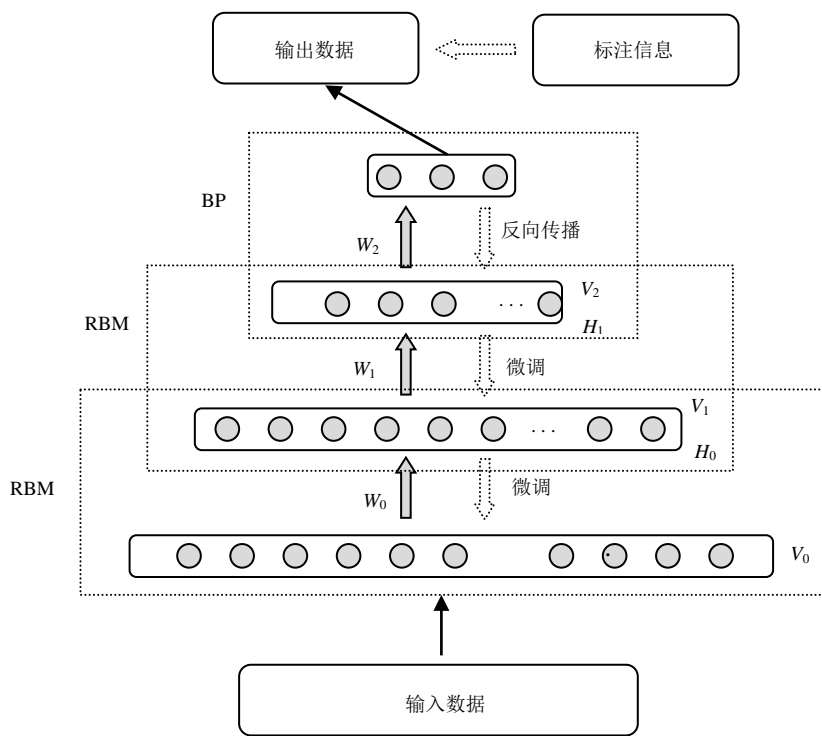 输出数据
标注信息
BP
W₂
反向传播
V₂
RBM
H₁
W₁
微调
V₁
· · ·
H₀
RBM
W₀
微调
V₀
输入数据